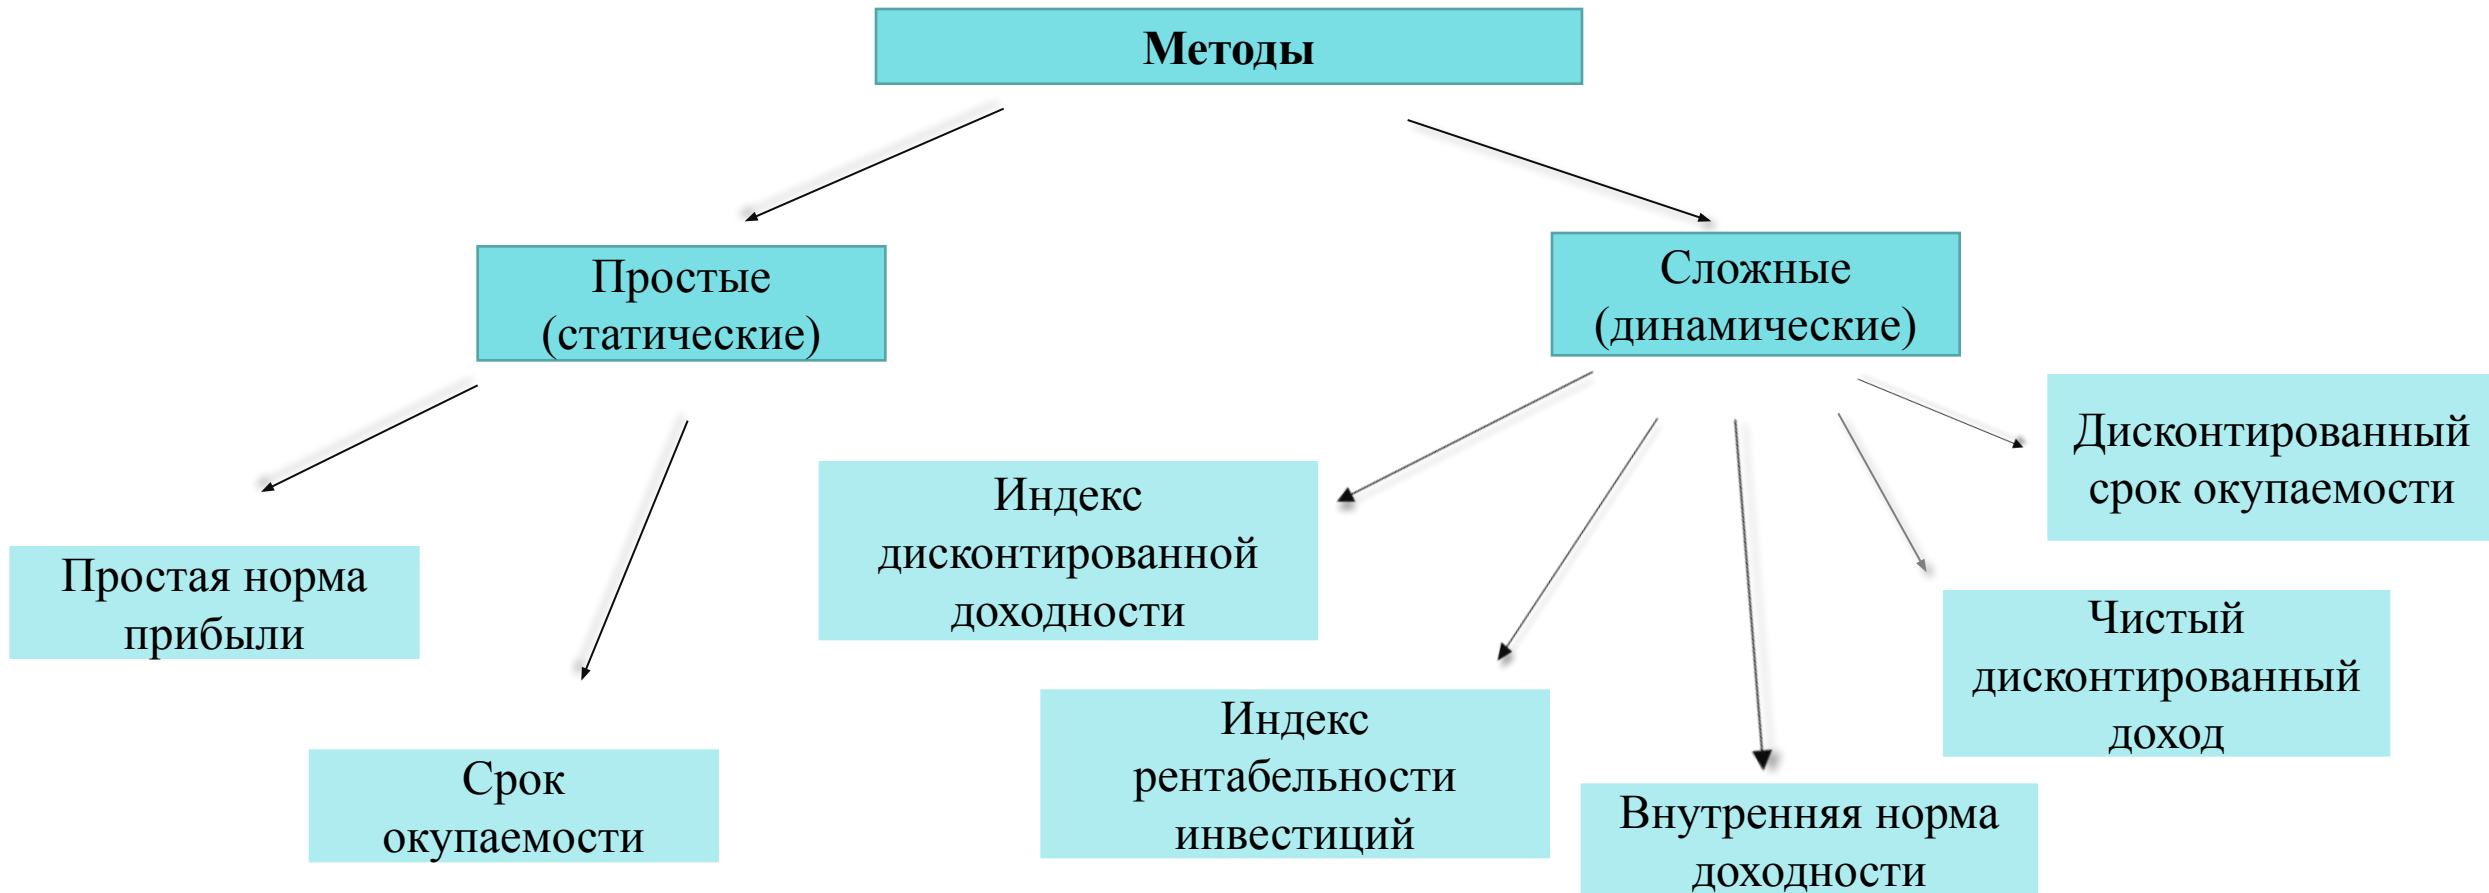 Методы
Простые
(статические)
Сложные
(динамические)
Простая норма
прибыли
Срок
окупаемости
Индекс
дисконтированной
доходности
Индекс
рентабельности
инвестиций
Внутренняя норма
доходности
Чистый
дисконтированный
доход
Дисконтированный
срок окупаемости